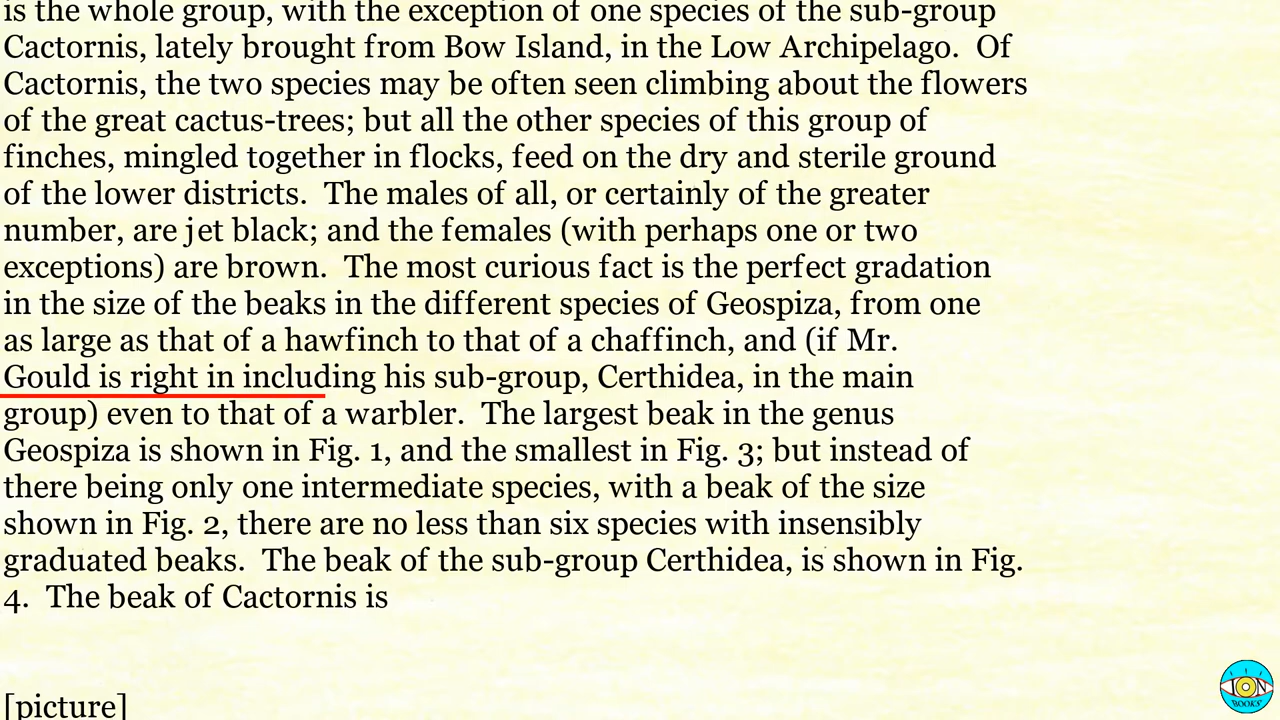 is the whole group, with the exception of one species of the sub-group
Cactornis, lately brought from Bow Island, in the Low Archipelago.  Of
Cactornis, the two species may be often seen climbing about the flowers
of the great cactus-trees; but all the other species of this group of
finches, mingled together in flocks, feed on the dry and sterile ground
of the lower districts.  The males of all, or certainly of the greater
number, are jet black; and the females (with perhaps one or two
exceptions) are brown.  The most curious fact is the perfect gradation
in the size of the beaks in the different species of Geospiza, from one
as large as that of a hawfinch to that of a chaffinch, and (if Mr.
Gould is right in including his sub-group, Certhidea, in the main
group) even to that of a warbler.  The largest beak in the genus
Geospiza is shown in Fig. 1, and the smallest in Fig. 3; but instead of
there being only one intermediate species, with a beak of the size
shown in Fig. 2, there are no less than six species with insensibly
graduated beaks.  The beak of the sub-group Certhidea, is shown in Fig.
4.  The beak of Cactornis is
[picture]
ION
BOOKS